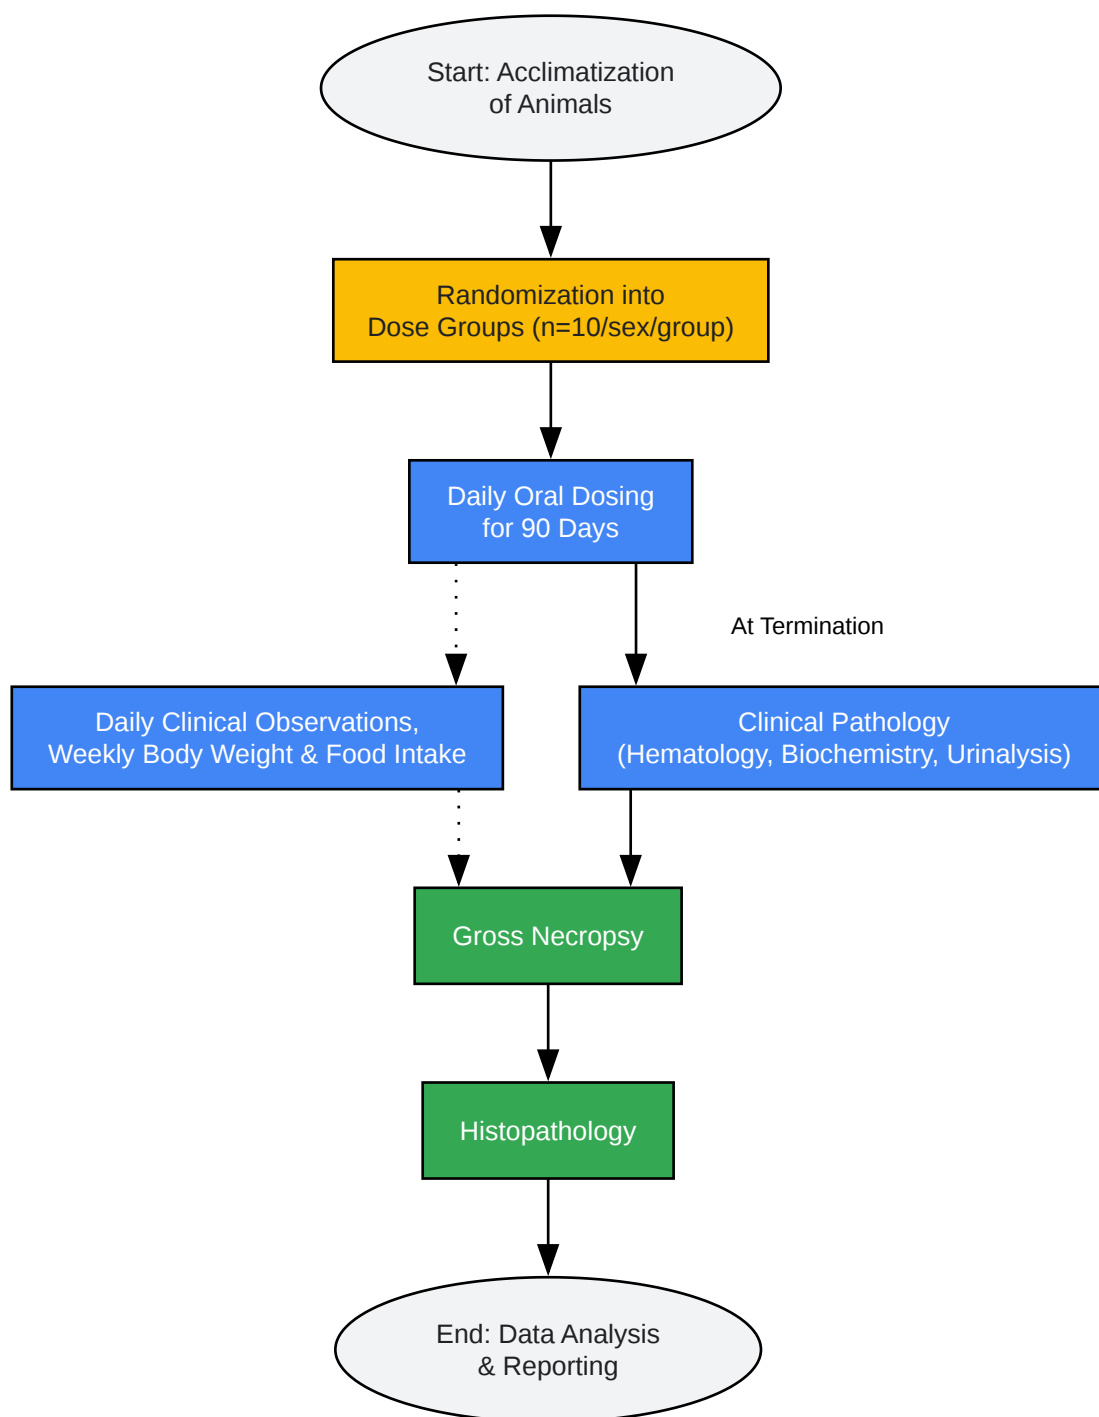 Start: Acclimatization
of Animals
Randomization into
Dose Groups (n=10/sex/group)
Daily Oral Dosing
for 90 Days
At Termination
Daily Clinical Observations,
Weekly Body Weight & Food Intake
Clinical Pathology
(Hematology, Biochemistry, Urinalysis)
Gross Necropsy
Histopathology
End: Data Analysis
& Reporting